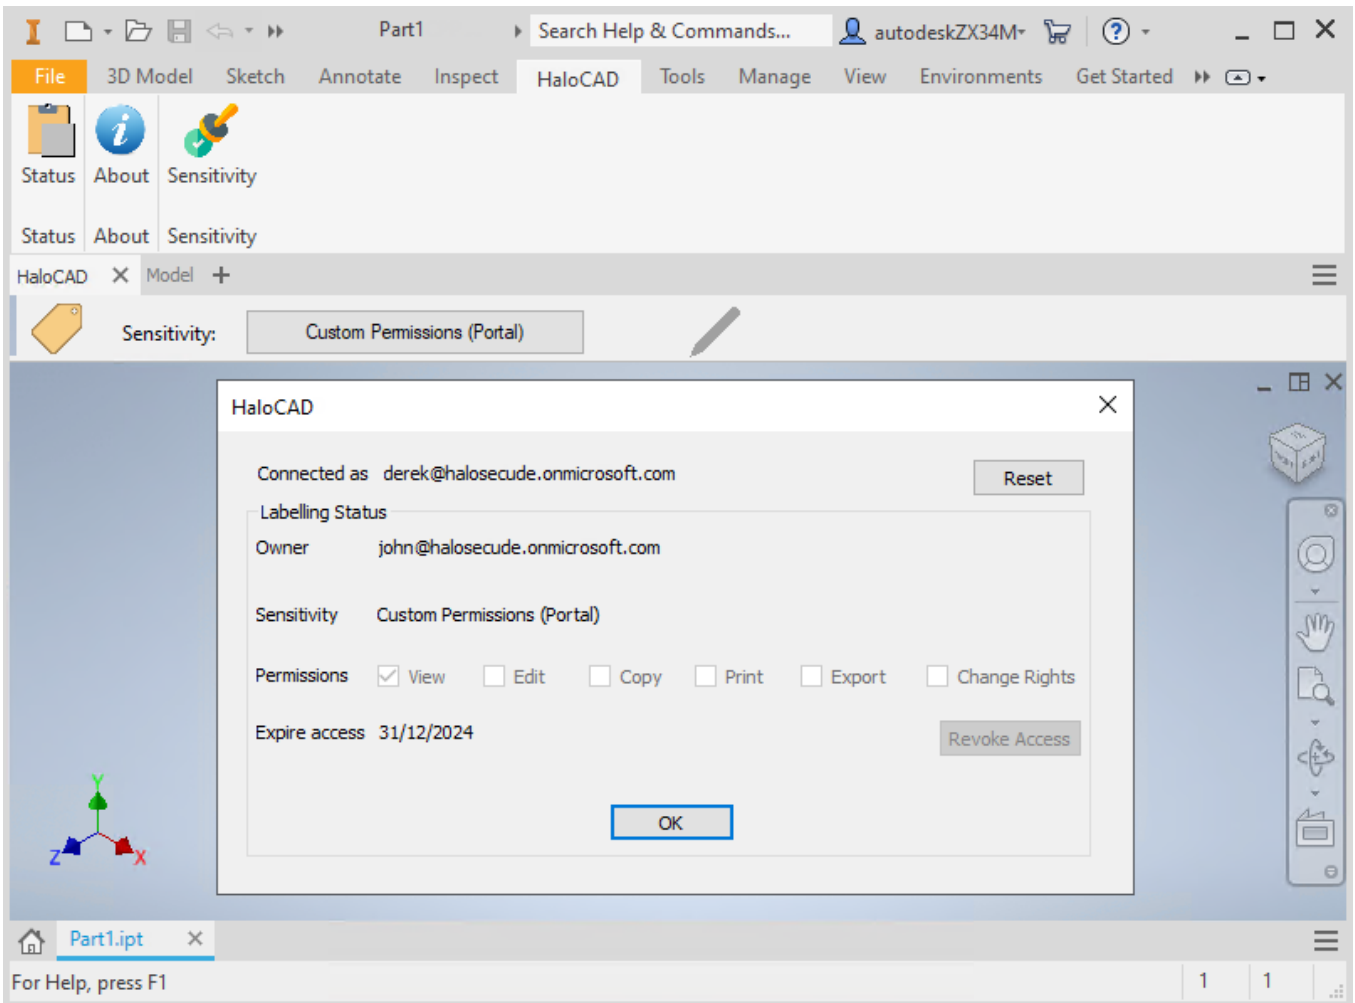 Part1 Search Help & Commands... autodeskZX34M
File 3D Model Sketch Annotate Inspect HaloCAD Tools Manage View Environments Get Started
Status About Sensitivity
Status About Sensitivity
HaloCAD Model
Sensitivity: Custom Permissions (Portal)
HaloCAD
Connected as derek@halosecude.onmicrosoft.com Reset
Labelling Status
Owner john@halosecude.onmicrosoft.com
Sensitivity Custom Permissions (Portal)
Permissions View Edit Copy Print Export Change Rights
Expire access 31/12/2024 Revoke Access
OK
Y
Z X
Part1.ipt
For Help, press F1 1 1